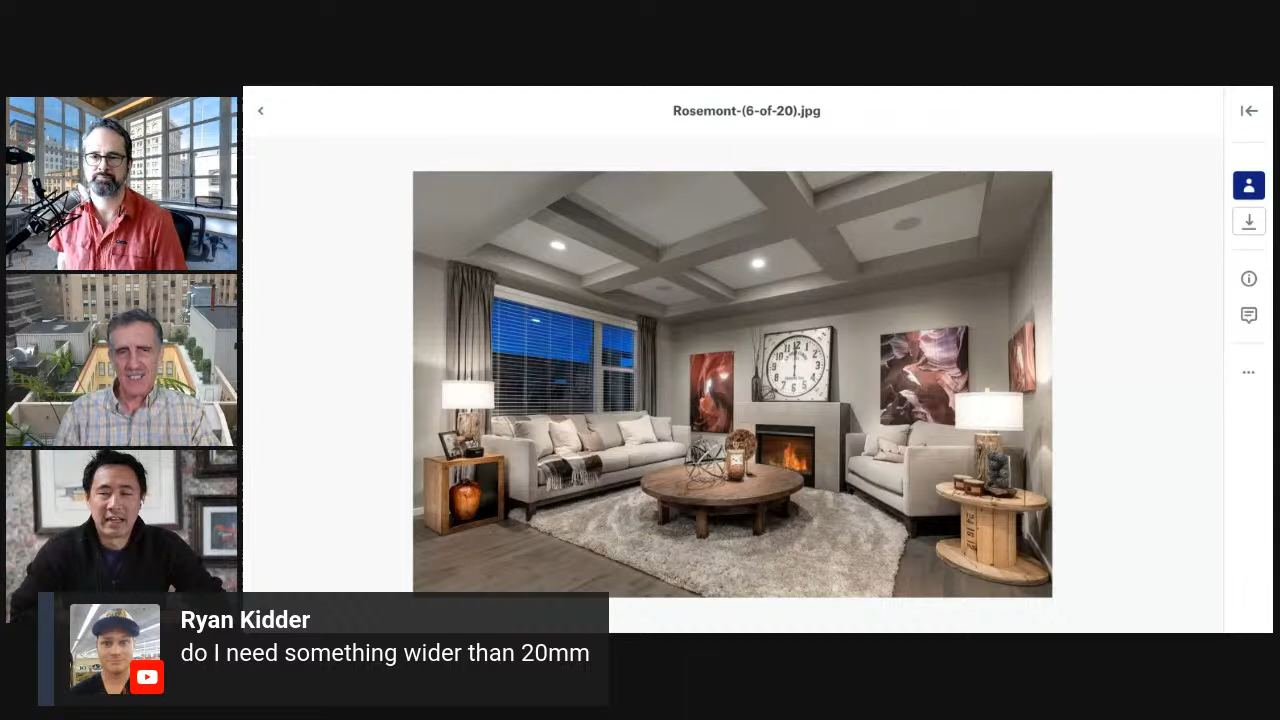 Rosemont-(6-of-20).jpg
Ryan Kidder
do I need something wider than 20mm